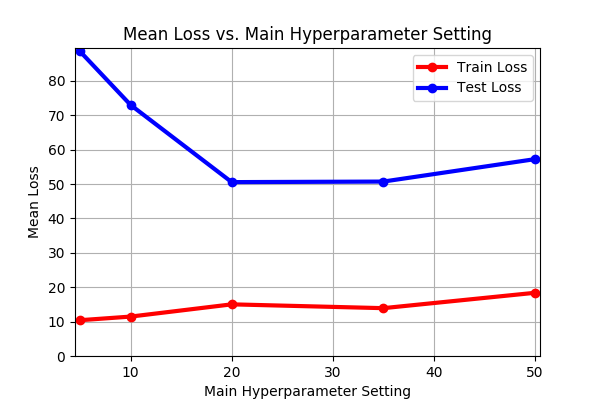 Mean Loss vs. Main Hyperparameter Setting
Train Loss
Test Loss
Mean Loss
80
70
60
50
40
30
20
10
0
10 20 30 40 50
Main Hyperparameter Setting